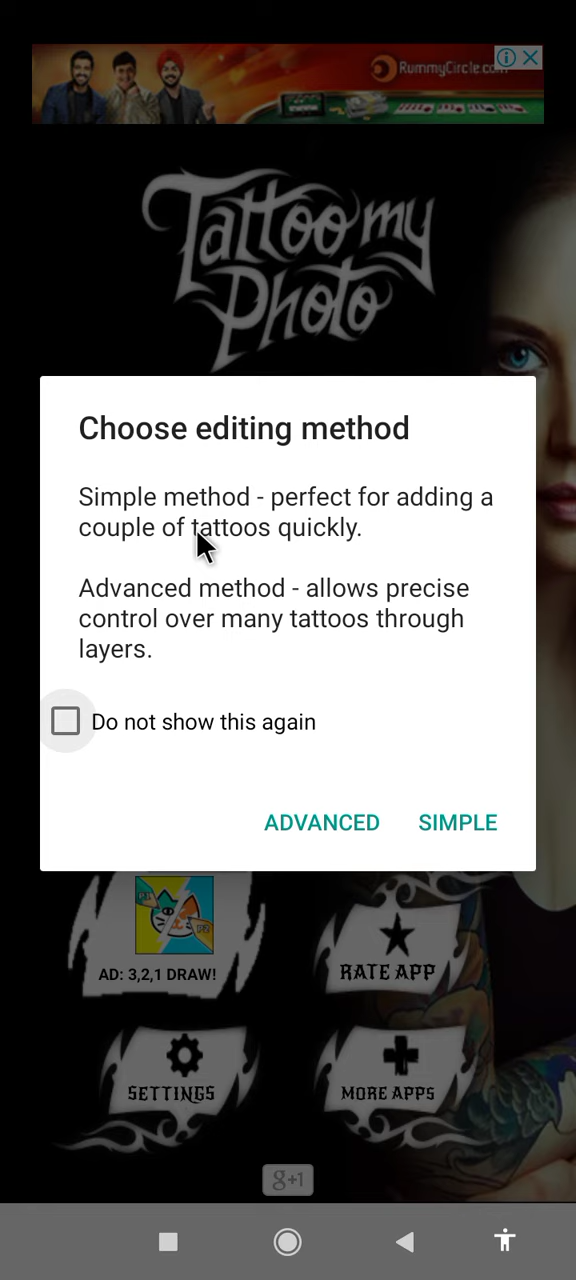 RummyCircle.com
Tattoo my
Photo
Choose editing method
Simple method - perfect for adding a
couple of tattoos quickly.
Advanced method - allows precise
control over many tattoos through
layers.
Do not show this again
ADVANCED
SIMPLE
P1
P2
AD: 3,2,1 DRAW!
RATE APP
SETTINGS
MORE APPS
g+1